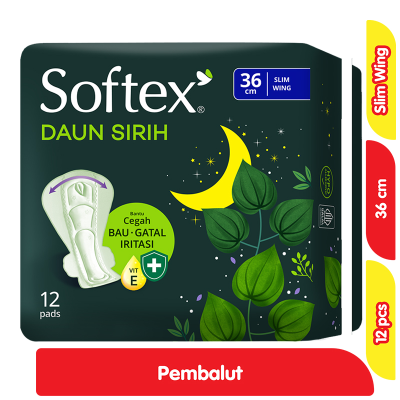 Softex®
DAUN SIRIH
36 cm
SLIM WING
Bantu
Cegah
BAU · GATAL
IRITASI
VIT
E
12
pads
Slim Wing
36 cm
12 pcs
Pembalut